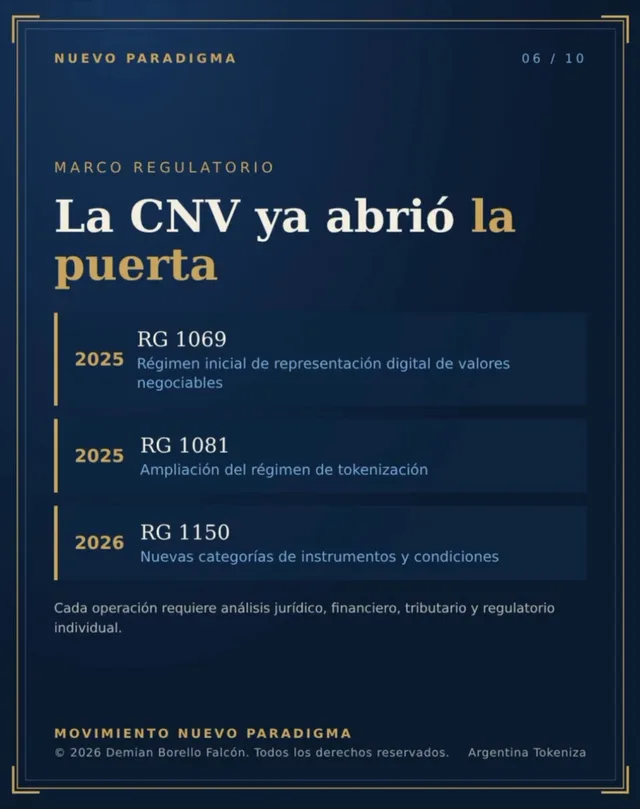 NUEVO PARADIGMA
06 / 10
MARCO REGULATORIO
La CNV ya abrió la
puerta
2025
RG 1069
Régimen inicial de representación digital de valores
negociables
2025
RG 1081
Ampliación del régimen de tokenización
2026
RG 1150
Nuevas categorías de instrumentos y condiciones
Cada operación requiere análisis jurídico, financiero, tributario y regulatorio
individual.
MOVIMIENTO NUEVO PARADIGMA
© 2026 Demian Borello Falcón. Todos los derechos reservados.
Argentina Tokeniza